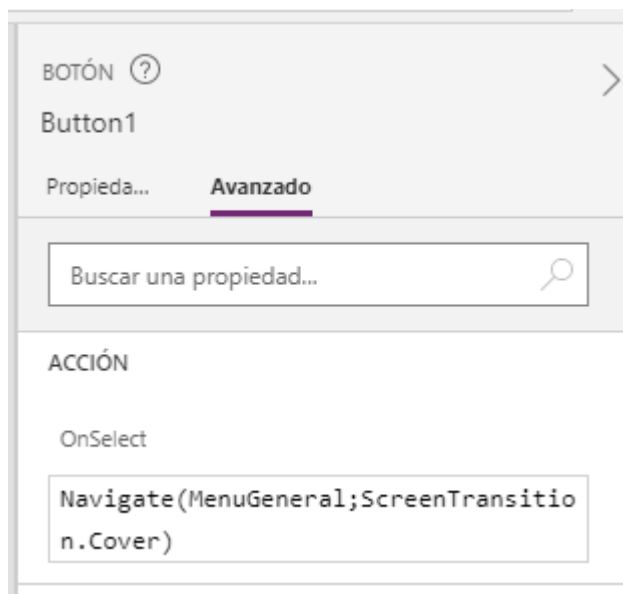 BOTÓN ?
Button1
Propieda... Avanzado
Buscar una propiedad...
ACCIÓN
OnSelect
Navigate(MenuGeneral;ScreenTransitio
n.Cover)